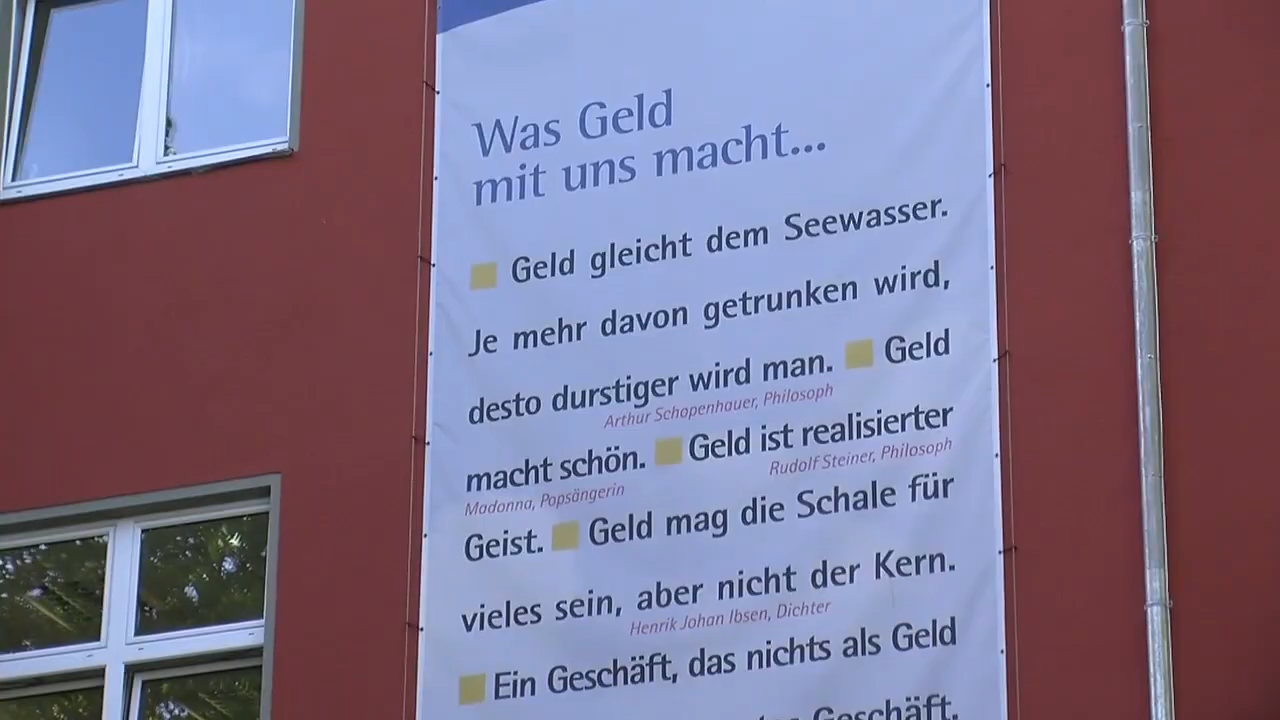 Was Geld
mit uns macht...
Geld gleicht dem Seewasser.
Je mehr davon getrunken wird,
desto durstiger wird man. Geld
Arthur Schopenhauer, Philosoph
macht schön. Geld ist realisierter
Madonna, Popsängerin
Rudolf Steiner, Philosoph
Geist. Geld mag die Schale für
vieles sein, aber nicht der Kern.
Henrik Johan Ibsen, Dichter
Ein Geschäft, das nichts als Geld
Geschäft.